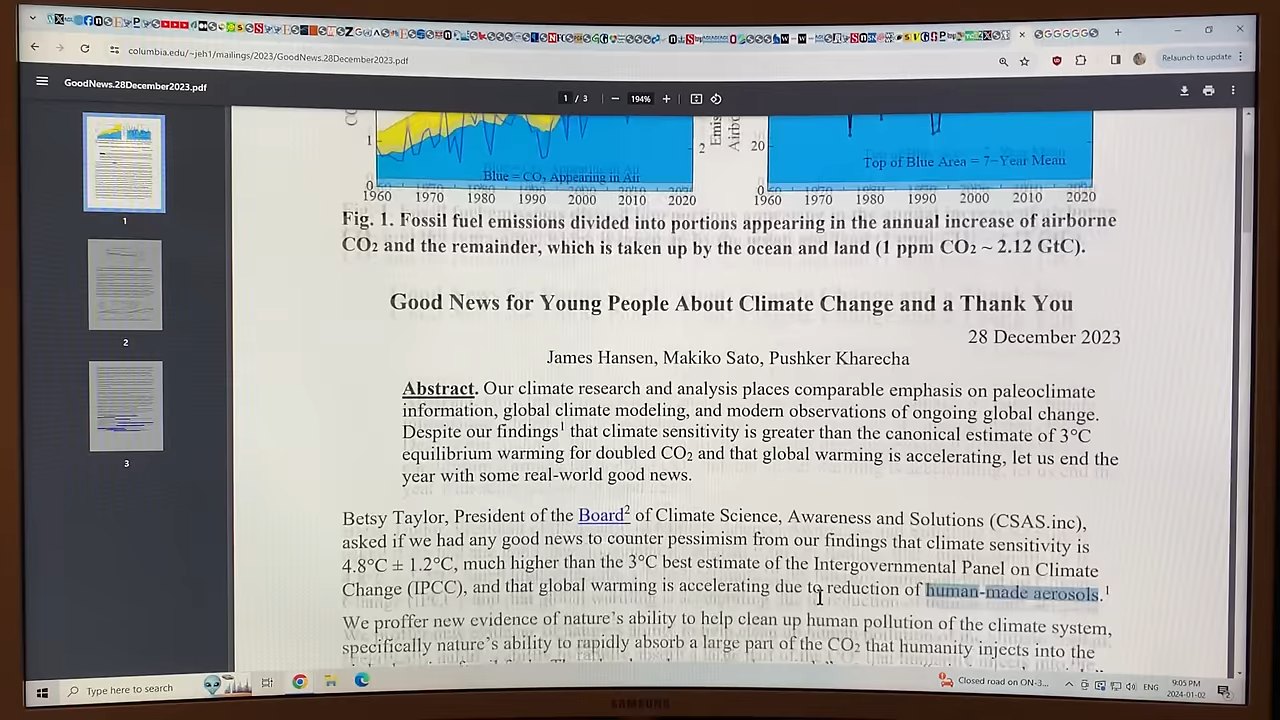 columbia.edu/~jeh1/mailings/2023/GoodNews.28December2023.pdf
Relaunch to update
GoodNews.28December2023.pdf
1 / 3
194%
1
2
20
Blue = CO₂ Appearing in Air
Top of Blue Area = 7-Year Mean
0
0
1960 1970 1980 1990 2000 2010 2020
1960 1970 1980 1990 2000 2010 2020
Fig. 1. Fossil fuel emissions divided into portions appearing in the annual increase of airborne
CO2 and the remainder, which is taken up by the ocean and land (1 ppm CO2 ~ 2.12 GtC).
Good News for Young People About Climate Change and a Thank You
28 December 2023
James Hansen, Makiko Sato, Pushker Kharecha
Abstract. Our climate research and analysis places comparable emphasis on paleoclimate
information, global climate modeling, and modern observations of ongoing global change.
Despite our findings¹ that climate sensitivity is greater than the canonical estimate of 3°C
equilibrium warming for doubled CO2 and that global warming is accelerating, let us end the
year with some real-world good news.
Betsy Taylor, President of the Board² of Climate Science, Awareness and Solutions (CSAS.inc),
asked if we had any good news to counter pessimism from our findings that climate sensitivity is
4.8°C ± 1.2°C, much higher than the 3°C best estimate of the Intergovernmental Panel on Climate
Change (IPCC), and that global warming is accelerating due to reduction of human-made aerosols.¹
We proffer new evidence of nature's ability to help clean up human pollution of the climate system,
specifically nature's ability to rapidly absorb a large part of the CO2 that humanity injects into the
1
2
3
Type here to search
Closed road on ON-3...
ENG
9:05 PM
2024-01-02
SAMSUNG